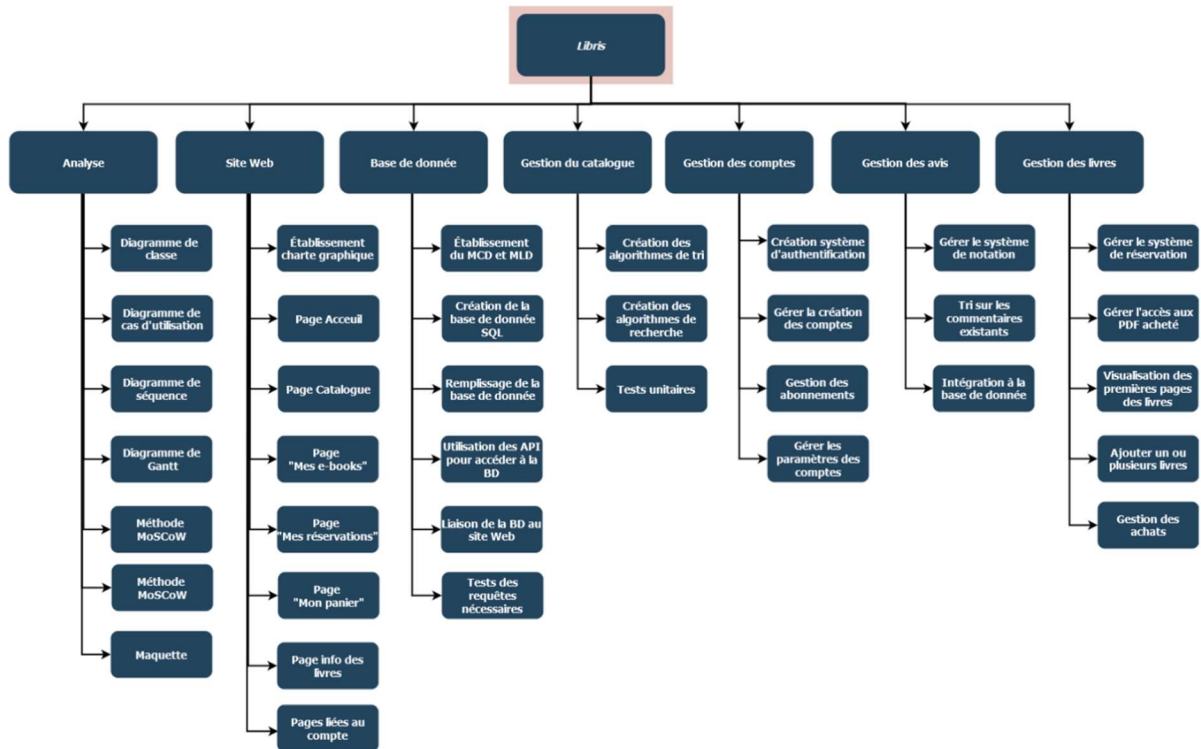 Libris
Analyse
Site Web
Base de donnée
Gestion du catalogue
Gestion des comptes
Gestion des avis
Gestion des livres
Diagramme de
classe
Diagramme de
cas d'utilisation
Diagramme de
séquence
Diagramme de
Gantt
Méthode
MoSCoW
Méthode
MoSCoW
Maquette
Établissement
charte graphique
Page Acceuil
Page Catalogue
Page
"Mes e-books"
Page
"Mes réservations"
Page
"Mon panier"
Page info des
livres
Pages liées au
compte
Établissement
du MCD et MLD
Création de la
base de donnée
SQL
Remplissage de la
base de donnée
Utilisation des API
pour accéder à la
BD
Liaison de la BD au
site Web
Tests des
requêtes
nécessaires
Création des
algorithmes de tri
Création des
algorithmes de
recherche
Tests unitaires
Création système
d'authentification
Gérer la création
des comptes
Gestion des
abonnements
Gérer les
paramètres des
comptes
Gérer le système
de notation
Tri sur les
commentaires
existants
Intégration à la
base de donnée
Gérer le système
de réservation
Gérer l'accès aux
PDF acheté
Visualisation des
premières pages
des livres
Ajouter un ou
plusieurs livres
Gestion des
achats